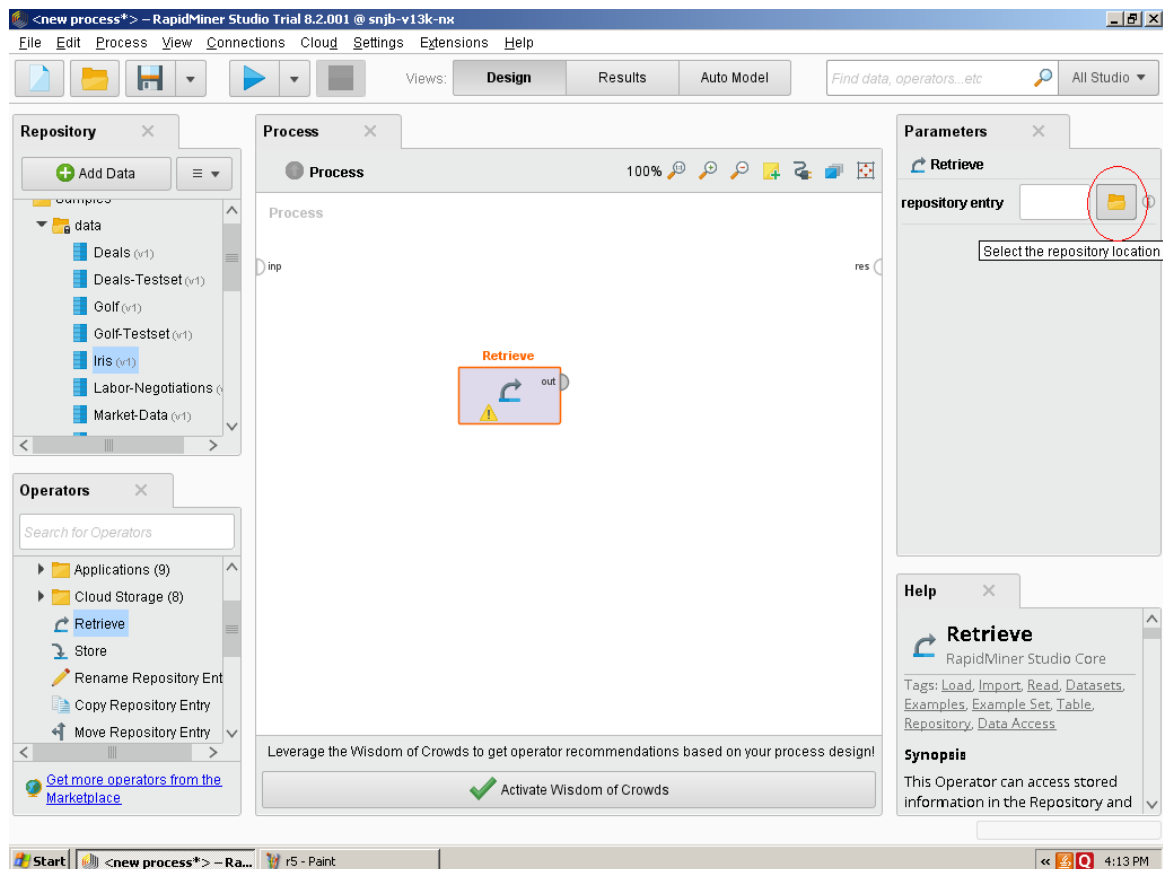 <new process*> – RapidMiner Studio Trial 8.2.001 @ snjb-v13k-nx
File Edit Process View Connections Cloud Settings Extensions Help
Views: Design Results Auto Model Find data, operators...etc All Studio
Repository
Add Data
Samples
data
Deals (v1)
Deals-Testset (v1)
Golf (v1)
Golf-Testset (v1)
Iris (v1)
Labor-Negotiations
Market-Data (v1)
Operators
Search for Operators
Applications (9)
Cloud Storage (8)
Retrieve
Store
Rename Repository Ent
Copy Repository Entry
Move Repository Entry
Get more operators from the
Marketplace
Process
Process 100%
Process
inp res
Retrieve
out
Leverage the Wisdom of Crowds to get operator recommendations based on your process design!
Activate Wisdom of Crowds
Parameters
Retrieve
repository entry
Select the repository location
Help
Retrieve
RapidMiner Studio Core
Tags: Load, Import, Read, Datasets,
Examples, Example Set, Table,
Repository, Data Access
Synopsis
This Operator can access stored
information in the Repository and
Start <new process*> – Ra... r5 - Paint « Q 4:13 PM